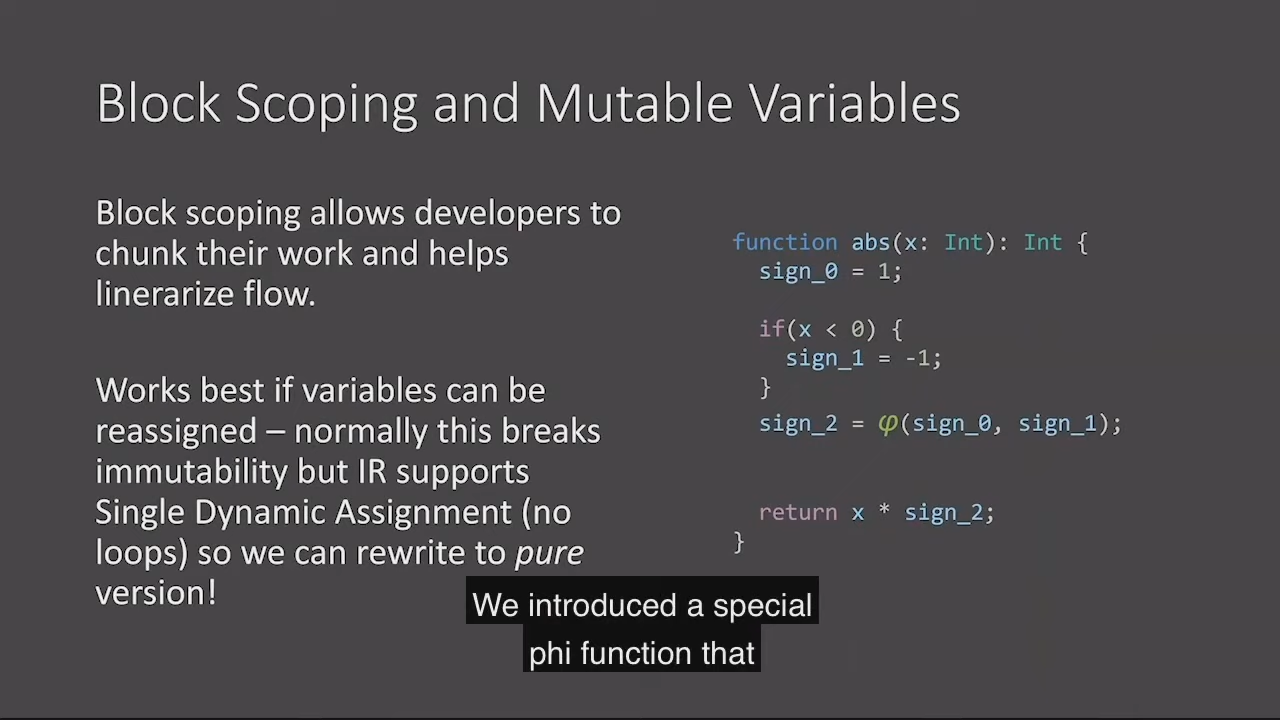 Block Scoping and Mutable Variables
Block scoping allows developers to
chunk their work and helps
linerarize flow.
Works best if variables can be
reassigned – normally this breaks
immutability but IR supports
Single Dynamic Assignment (no
loops) so we can rewrite to pure
version!
function abs(x: Int): Int {
sign_0 = 1;
if(x < 0) {
sign_1 = -1;
}
sign_2 = φ(sign_0, sign_1);
return x * sign_2;
}
We introduced a special
phi function that